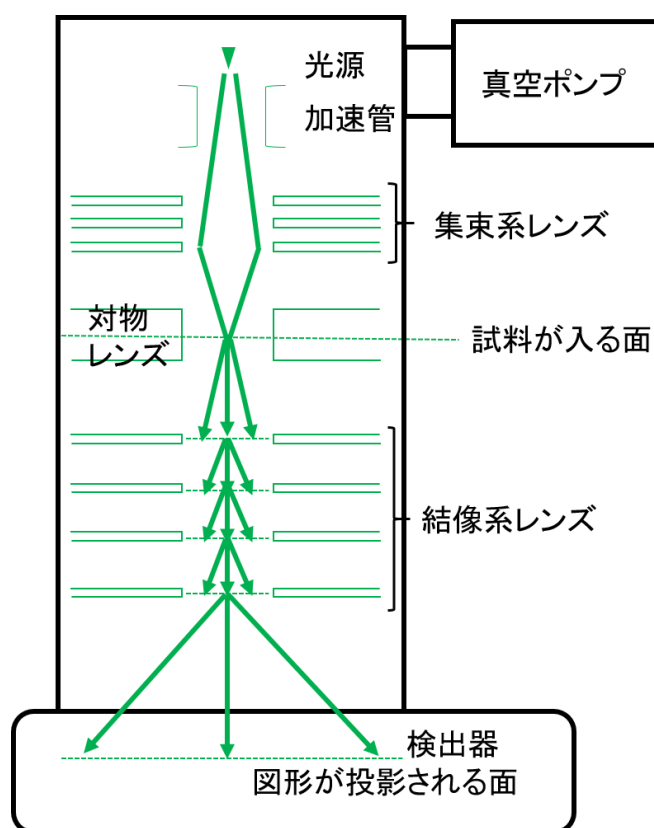 光源
加速管
真空ポンプ
集束系レンズ
対物
レンズ
試料が入る面
結像系レンズ
検出器
図形が投影される面